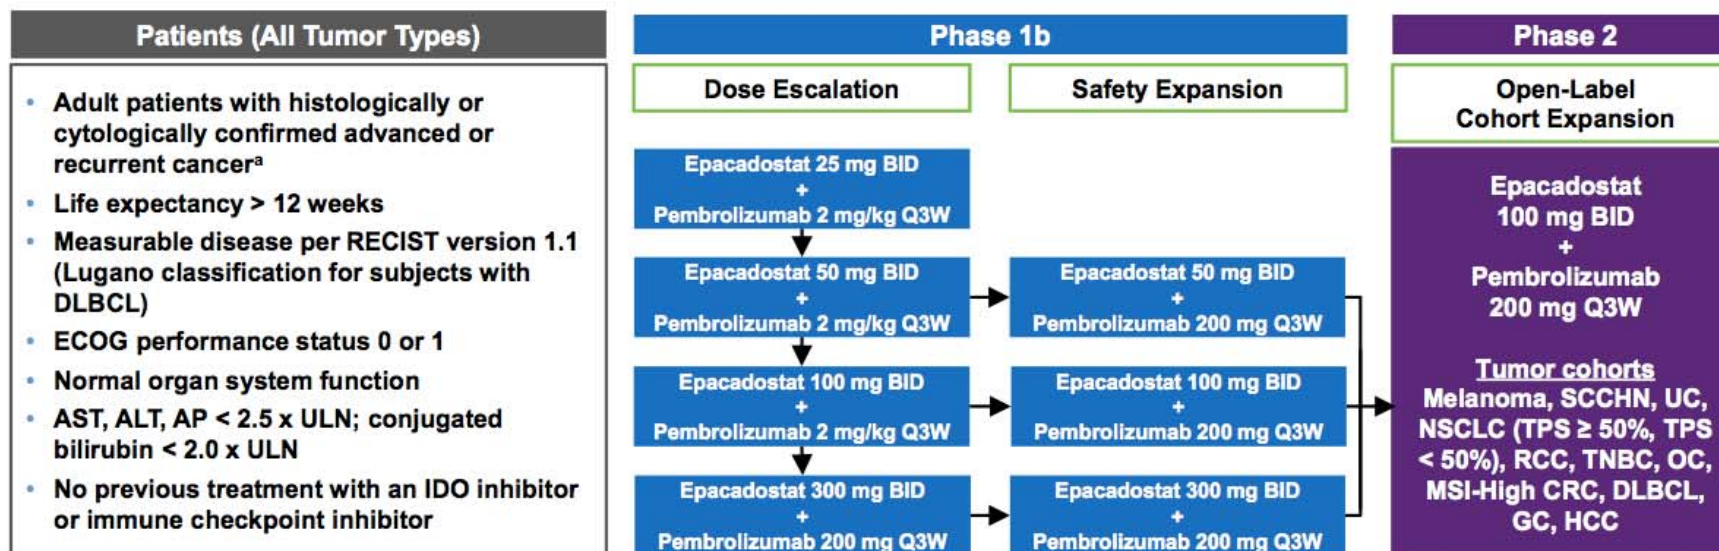 Patients (All Tumor Types)
• Adult patients with histologically or
cytologically confirmed advanced or
recurrent cancerᵃ
• Life expectancy > 12 weeks
• Measurable disease per RECIST version 1.1
(Lugano classification for subjects with
DLBCL)
• ECOG performance status 0 or 1
• Normal organ system function
• AST, ALT, AP < 2.5 x ULN; conjugated
bilirubin < 2.0 x ULN
• No previous treatment with an IDO inhibitor
or immune checkpoint inhibitor
Phase 1b
Dose Escalation
Epacadostat 25 mg BID
+
Pembrolizumab 2 mg/kg Q3W
Epacadostat 50 mg BID
+
Pembrolizumab 2 mg/kg Q3W
Epacadostat 100 mg BID
+
Pembrolizumab 2 mg/kg Q3W
Epacadostat 300 mg BID
+
Pembrolizumab 200 mg Q3W
Safety Expansion
Epacadostat 50 mg BID
+
Pembrolizumab 200 mg Q3W
Epacadostat 100 mg BID
+
Pembrolizumab 200 mg Q3W
Epacadostat 300 mg BID
+
Pembrolizumab 200 mg Q3W
Phase 2
Open-Label
Cohort Expansion
Epacadostat
100 mg BID
+
Pembrolizumab
200 mg Q3W
Tumor cohorts
Melanoma, SCCHN, UC,
NSCLC (TPS ≥ 50%, TPS
< 50%), RCC, TNBC, OC,
MSI-High CRC, DLBCL,
GC, HCC